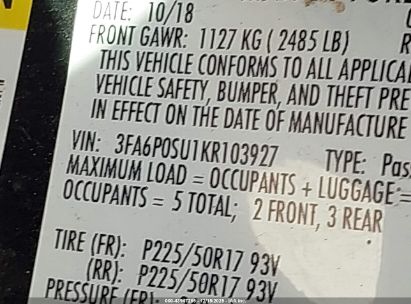 DATE: 10/18
FRONT GAWR: 1127 KG ( 2485 LB)
THIS VEHICLE CONFORMS TO ALL APPLICA
VEHICLE SAFETY, BUMPER, AND THEFT PRE
IN EFFECT ON THE DATE OF MANUFACTURE
VIN: 3FA6P0SU1KR103927 TYPE: Pas
MAXIMUM LOAD = OCCUPANTS + LUGGAGE =
OCCUPANTS = 5 TOTAL; 2 FRONT, 3 REAR
TIRE (FR): P225/50R17 93V
(RR): P225/50R17 93V
PRESSURE (FR):